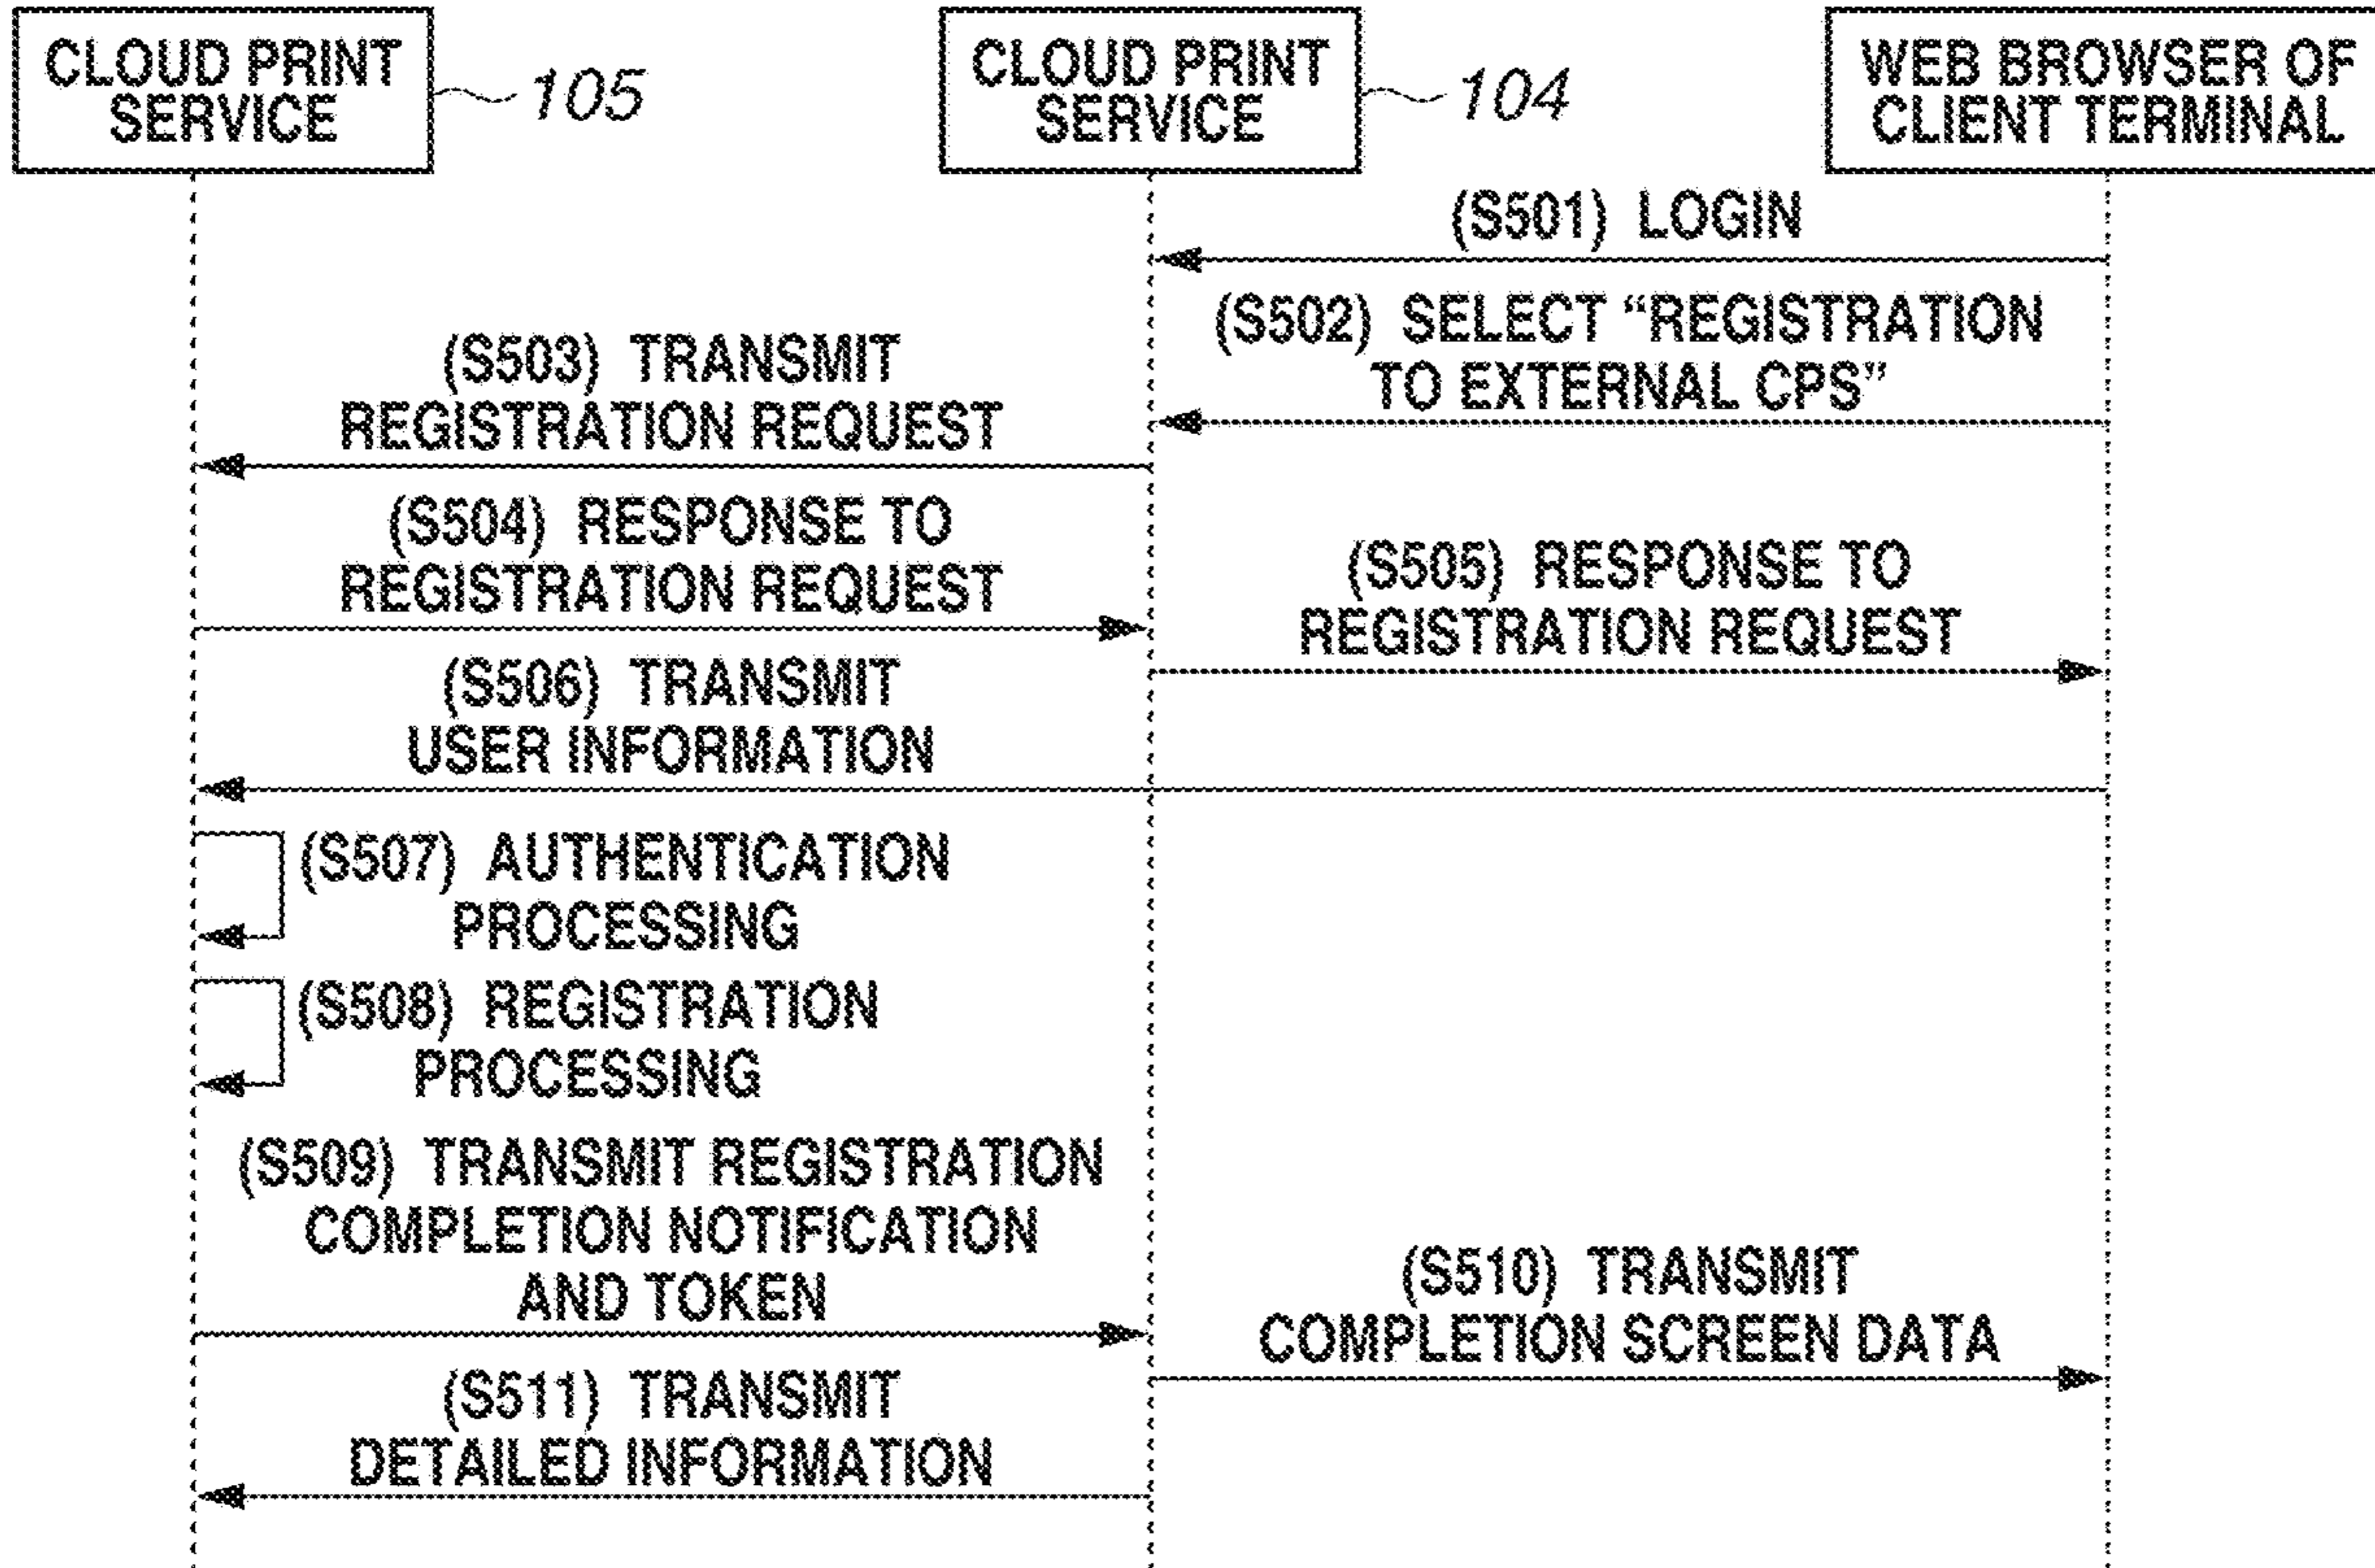 CLOUD PRINT
SERVICE
105
CLOUD PRINT
SERVICE
104
WEB BROWSER OF
CLIENT TERMINAL
(S501) LOGIN
(S502) SELECT “REGISTRATION
TO EXTERNAL CPS”
(S503) TRANSMIT
REGISTRATION REQUEST
(S504) RESPONSE TO
REGISTRATION REQUEST
(S505) RESPONSE TO
REGISTRATION REQUEST
(S506) TRANSMIT
USER INFORMATION
(S507) AUTHENTICATION
PROCESSING
(S508) REGISTRATION
PROCESSING
(S509) TRANSMIT REGISTRATION
COMPLETION NOTIFICATION
AND TOKEN
(S510) TRANSMIT
COMPLETION SCREEN DATA
(S511) TRANSMIT
DETAILED INFORMATION